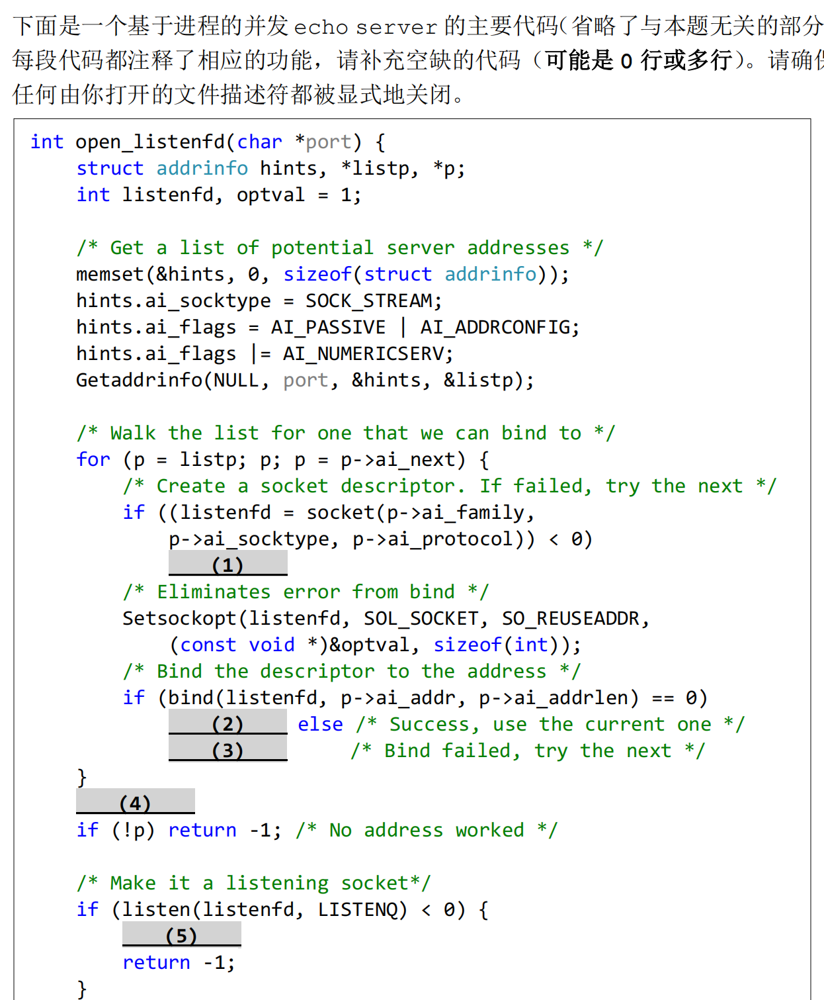 下面是一个基于进程的并发 echo server 的主要代码(省略了与本题无关的部分
每段代码都注释了相应的功能，请补充空缺的代码（可能是 0 行或多行）。请确
任何由你打开的文件描述符都被显式地关闭。
int open_listenfd(char *port) {
    struct addrinfo hints, *listp, *p;
    int listenfd, optval = 1;
    /* Get a list of potential server addresses */
    memset(&hints, 0, sizeof(struct addrinfo));
    hints.ai_socktype = SOCK_STREAM;
    hints.ai_flags = AI_PASSIVE | AI_ADDRCONFIG;
    hints.ai_flags |= AI_NUMERICSERV;
    Getaddrinfo(NULL, port, &hints, &listp);
    /* Walk the list for one that we can bind to */
    for (p = listp; p; p = p->ai_next) {
        /* Create a socket descriptor. If failed, try the next */
        if ((listenfd = socket(p->ai_family,
            p->ai_socktype, p->ai_protocol)) < 0)
            (1)
        /* Eliminates error from bind */
        Setsockopt(listenfd, SOL_SOCKET, SO_REUSEADDR,
            (const void *)&optval, sizeof(int));
        /* Bind the descriptor to the address */
        if (bind(listenfd, p->ai_addr, p->ai_addrlen) == 0)
            (2) else /* Success, use the current one */
            (3) /* Bind failed, try the next */
    }
    (4)
    if (!p) return -1; /* No address worked */
    /* Make it a listening socket*/
    if (listen(listenfd, LISTENQ) < 0) {
        (5)
        return -1;
    }